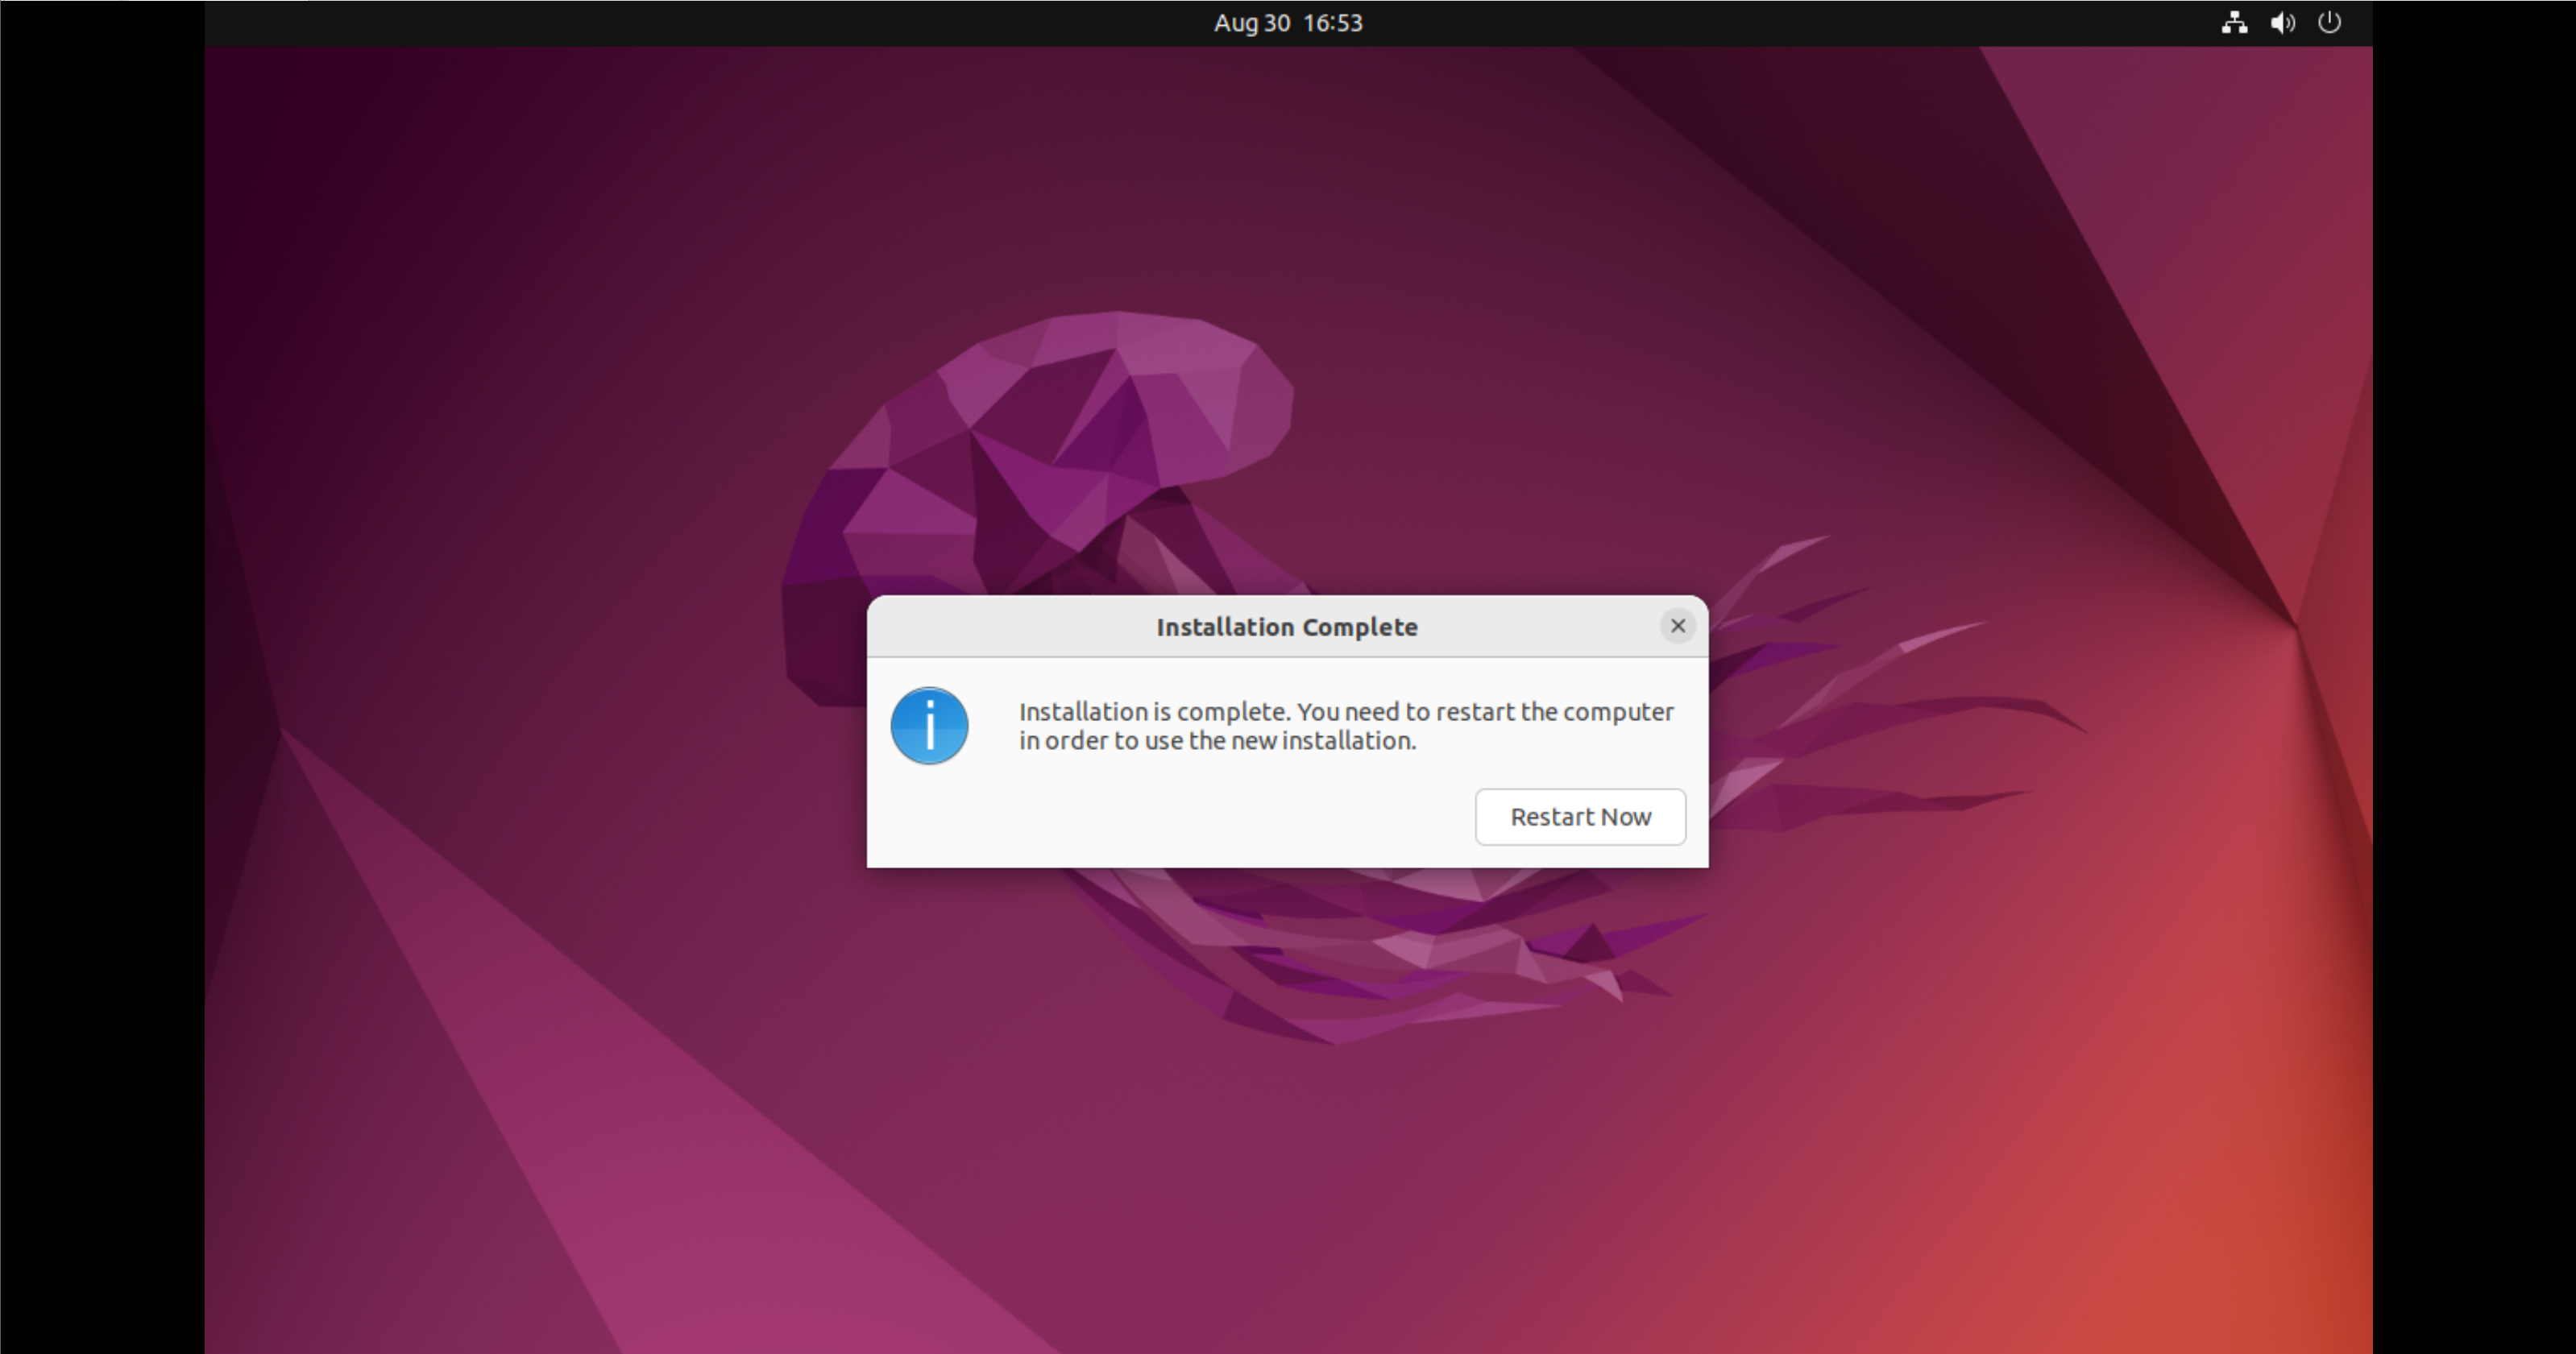 Aug 30 16:53
Installation Complete
Installation is complete. You need to restart the computer
in order to use the new installation.
Restart Now